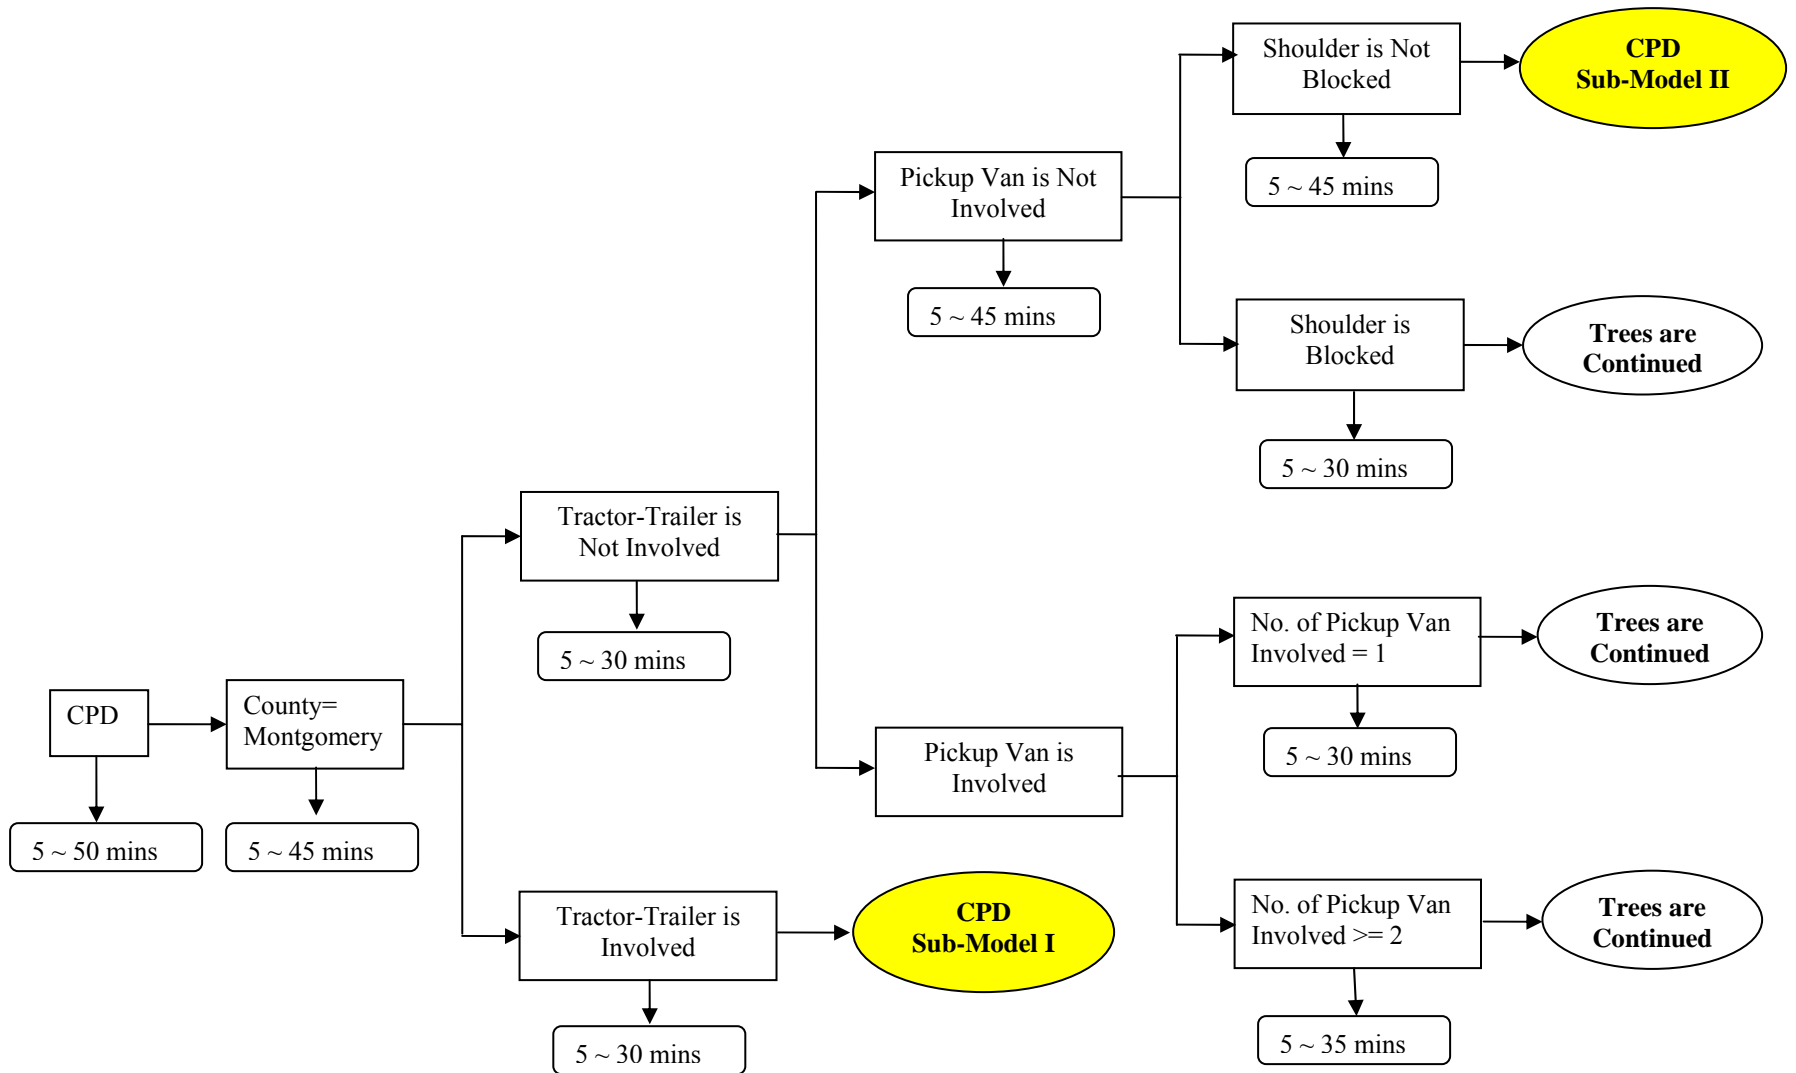 Shoulder is Not
Blocked
CPD
Sub-Model II
5 ~ 45 mins
Pickup Van is Not
Involved
5 ~ 45 mins
Shoulder is
Blocked
Trees are
Continued
5 ~ 30 mins
Tractor-Trailer is
Not Involved
5 ~ 30 mins
No. of Pickup Van
Involved = 1
Trees are
Continued
5 ~ 30 mins
CPD
County=
Montgomery
5 ~ 50 mins
5 ~ 45 mins
Pickup Van is
Involved
Tractor-Trailer is
Involved
CPD
Sub-Model I
5 ~ 30 mins
No. of Pickup Van
Involved >= 2
Trees are
Continued
5 ~ 35 mins